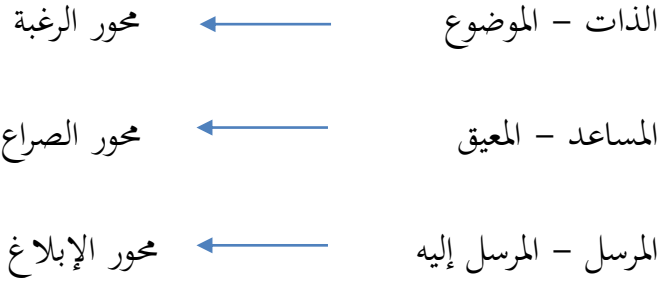 الذات – الموضوع محور الرغبة
المساعد – المعيق محور الصراع
المرسل – المرسل إليه محور الإبلاغ